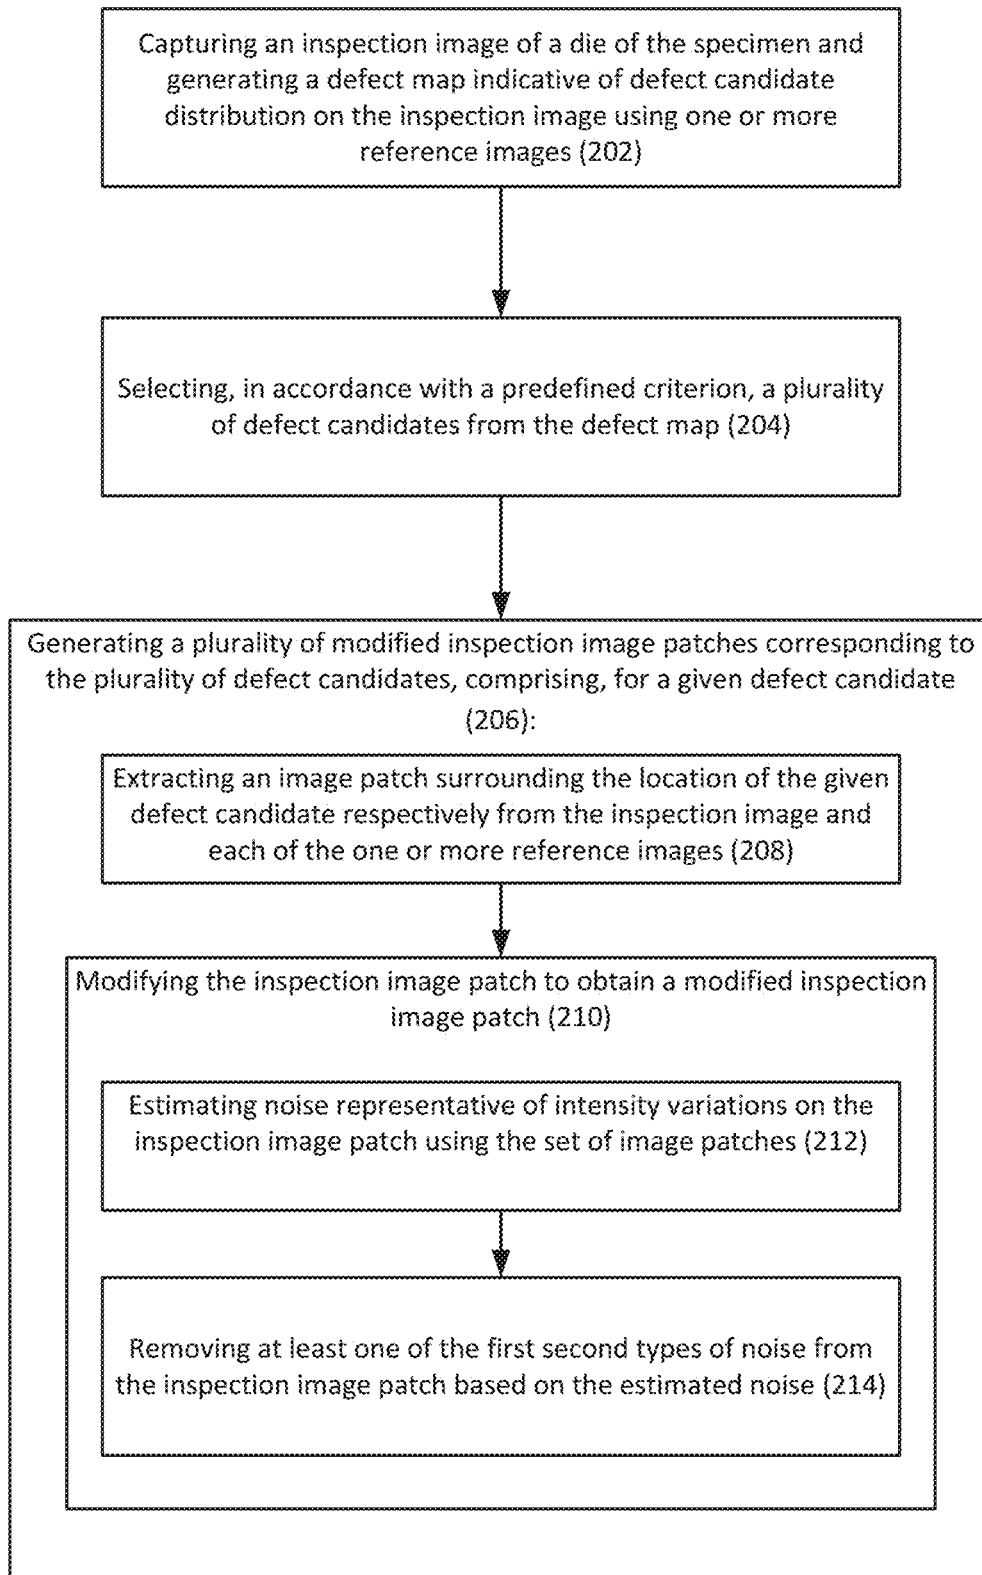 Capturing an inspection image of a die of the specimen and
generating a defect map indicative of defect candidate
distribution on the inspection image using one or more
reference images (202)
Selecting, in accordance with a predefined criterion, a plurality
of defect candidates from the defect map (204)
Generating a plurality of modified inspection image patches corresponding to
the plurality of defect candidates, comprising, for a given defect candidate
(206):
Extracting an image patch surrounding the location of the given
defect candidate respectively from the inspection image and
each of the one or more reference images (208)
Modifying the inspection image patch to obtain a modified inspection
image patch (210)
Estimating noise representative of intensity variations on the
inspection image patch using the set of image patches (212)
Removing at least one of the first second types of noise from
the inspection image patch based on the estimated noise (214)